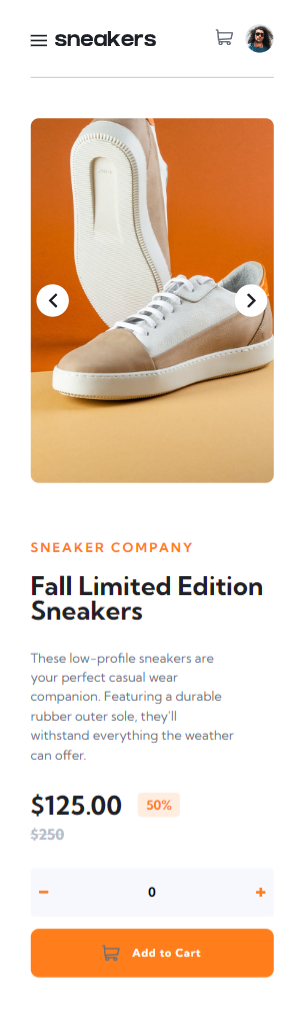 sneakers
SNEAKER COMPANY
Fall Limited Edition
Sneakers
These low-profile sneakers are
your perfect casual wear
companion. Featuring a durable
rubber outer sole, they'll
withstand everything the weather
can offer.
$125.00 50%
$250
- 0 +
Add to Cart